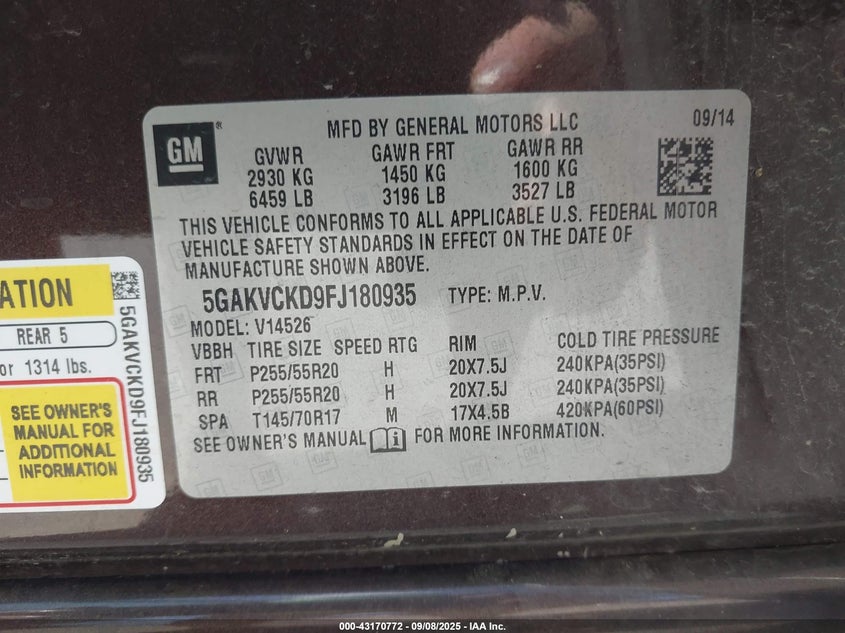 GM
®
MFD BY GENERAL MOTORS LLC 09/14
GVWR GAWR FRT GAWR RR
2930 KG 1450 KG 1600 KG
6459 LB 3196 LB 3527 LB
THIS VEHICLE CONFORMS TO ALL APPLICABLE U.S. FEDERAL MOTOR
VEHICLE SAFETY STANDARDS IN EFFECT ON THE DATE OF
MANUFACTURE SHOWN ABOVE.
5GAKVCKD9FJ180935 TYPE: M.P.V.
MODEL: V14526
VBBH TIRE SIZE SPEED RTG RIM COLD TIRE PRESSURE
FRT P255/55R20 H 20X7.5J 240KPA(35PSI)
RR P255/55R20 H 20X7.5J 240KPA(35PSI)
SPA T145/70R17 M 17X4.5B 420KPA(60PSI)
SEE OWNER'S MANUAL FOR MORE INFORMATION.
ATION
REAR 5
or 1314 lbs.
SEE OWNER'S
MANUAL FOR
ADDITIONAL
INFORMATION
5GAKVCKD9FJ180935
000-43170772 - 09/08/2025 - IAA Inc.